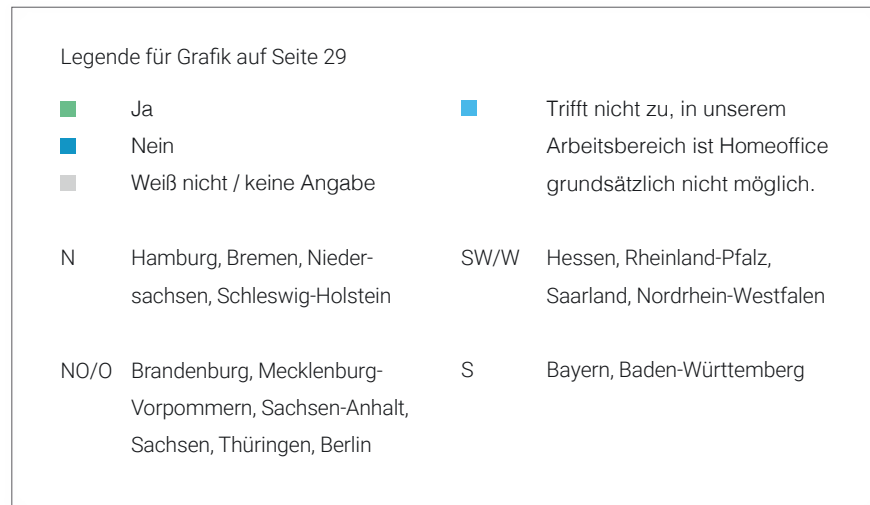 Legende für Grafik auf Seite 29
Ja
Nein
Weiß nicht / keine Angabe
Trifft nicht zu, in unserem
Arbeitsbereich ist Homeoffice
grundsätzlich nicht möglich.
N Hamburg, Bremen, Nieder-
sachsen, Schleswig-Holstein
SW/W Hessen, Rheinland-Pfalz,
Saarland, Nordrhein-Westfalen
NO/O Brandenburg, Mecklenburg-
Vorpommern, Sachsen-Anhalt,
Sachsen, Thüringen, Berlin
S Bayern, Baden-Württemberg